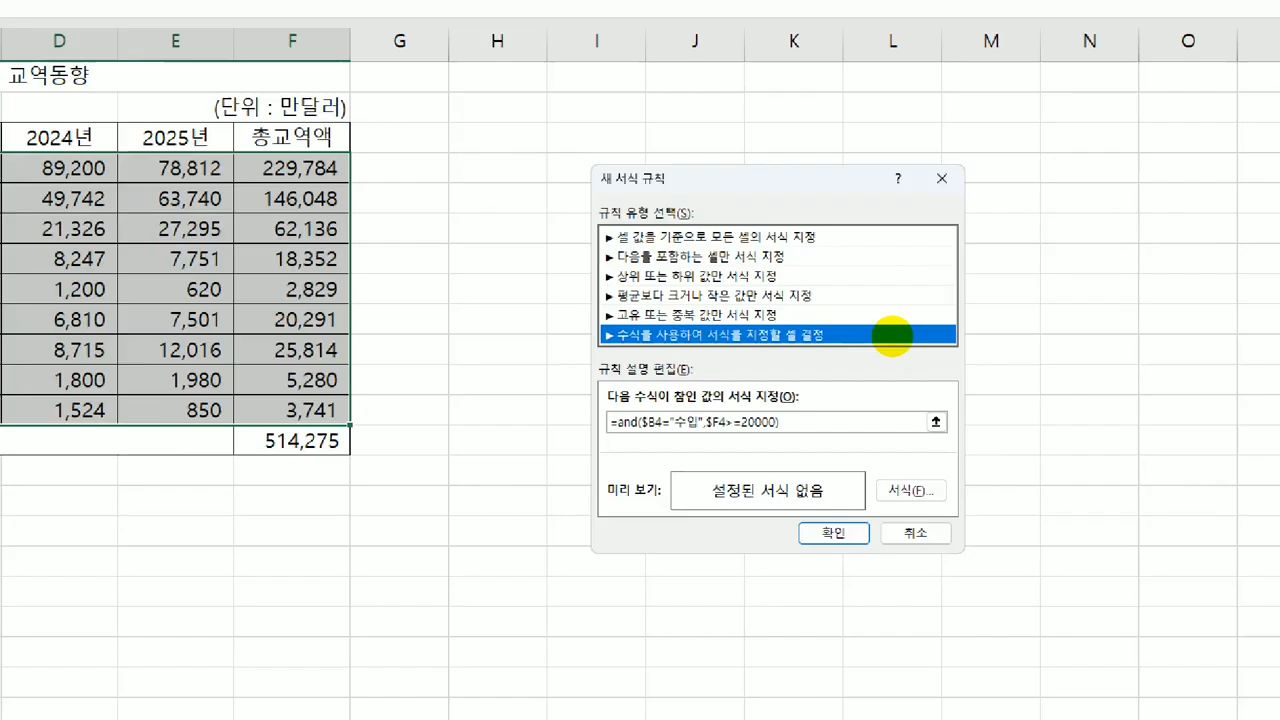 D E F G H I J K L M N O
교역동향
(단위 : 만달러)
2024년 2025년 총교역액
89,200 78,812 229,784
49,742 63,740 146,048
21,326 27,295 62,136
8,247 7,751 18,352
1,200 620 2,829
6,810 7,501 20,291
8,715 12,016 25,814
1,800 1,980 5,280
1,524 850 3,741
514,275
새 서식 규칙 ?
규칙 유형 선택(S):
► 셀 값을 기준으로 모든 셀의 서식 지정
► 다음을 포함하는 셀만 서식 지정
► 상위 또는 하위 값만 서식 지정
► 평균보다 크거나 작은 값만 서식 지정
► 고유 또는 중복 값만 서식 지정
► 수식을 사용하여 서식을 지정할 셀 결정
규칙 설명 편집(E):
다음 수식이 참인 값의 서식 지정(O):
=and($B4="수입",$F4>=20000)
미리 보기: 설정된 서식 없음 서식(F)...
확인 취소